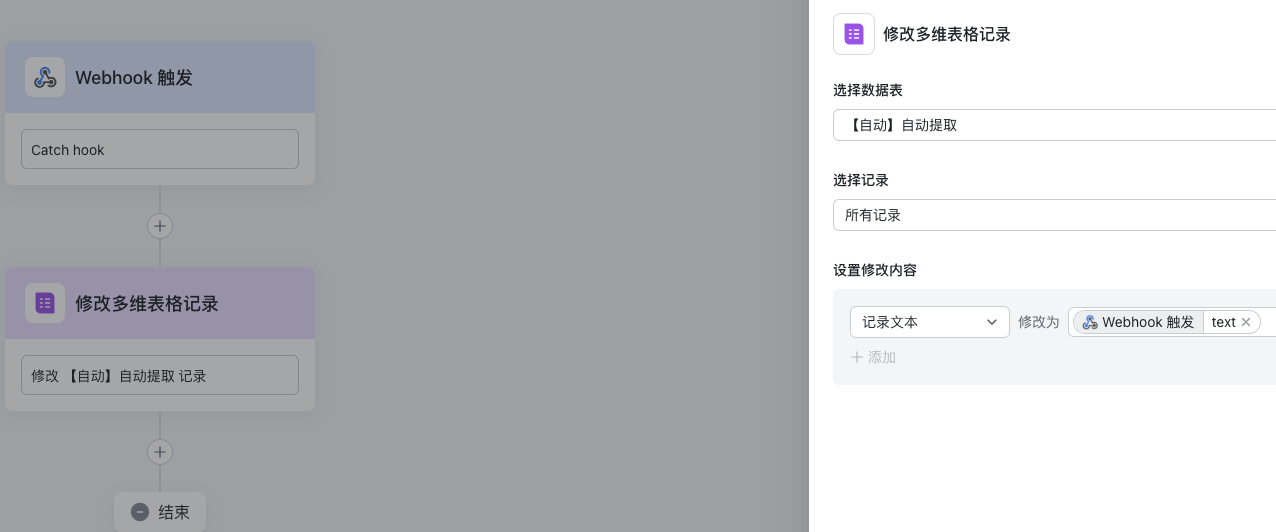 Webhook 触发
Catch hook
修改多维表格记录
修改 【自动】自动提取 记录
结束
修改多维表格记录
选择数据表
【自动】自动提取
选择记录
所有记录
设置修改内容
记录文本 修改为 Webhook 触发 text
添加